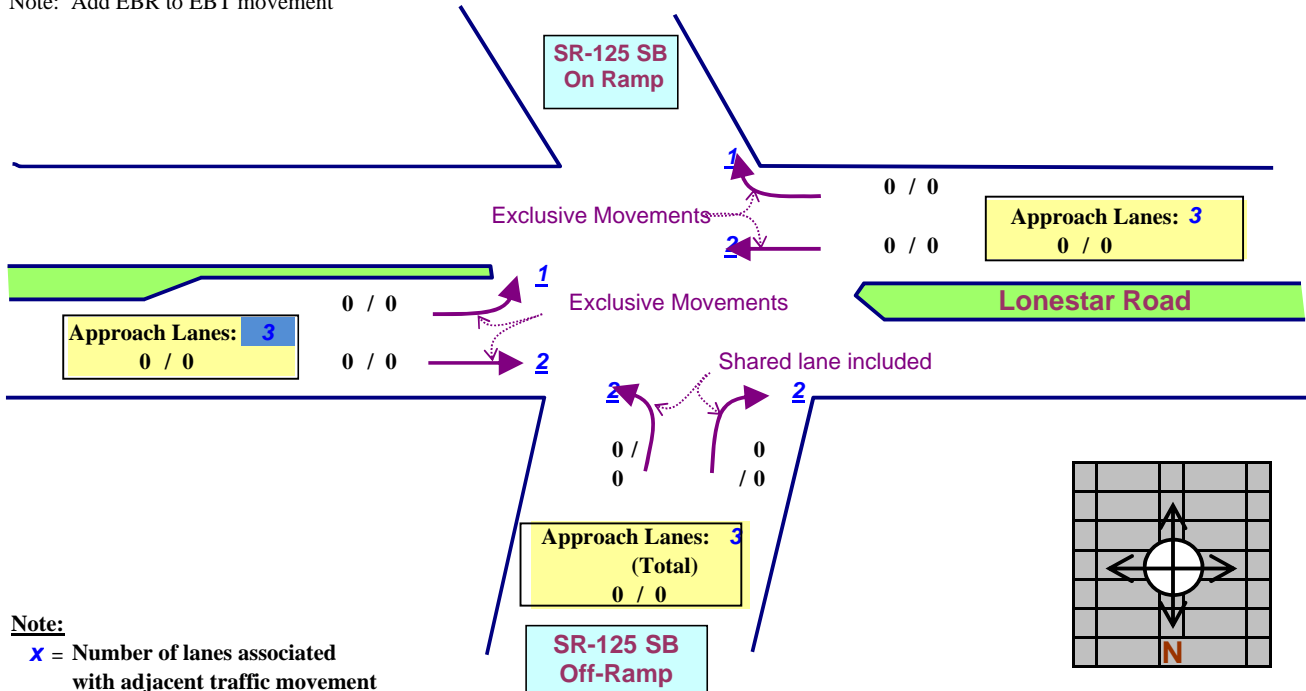 Note: Add EBR to EBT movement
SR-125 SB
On Ramp
1
0 / 0
Exclusive Movements
Approach Lanes: 3
0 / 0
2
0 / 0
1
0 / 0
Exclusive Movements
Lonestar Road
Approach Lanes: 3
0 / 0
0 / 0
2
Shared lane included
2
2
0 /
0
0
/ 0
Approach Lanes: 3
(Total)
0 / 0
Note:
x = Number of lanes associated
with adjacent traffic movement
SR-125 SB
Off-Ramp
N